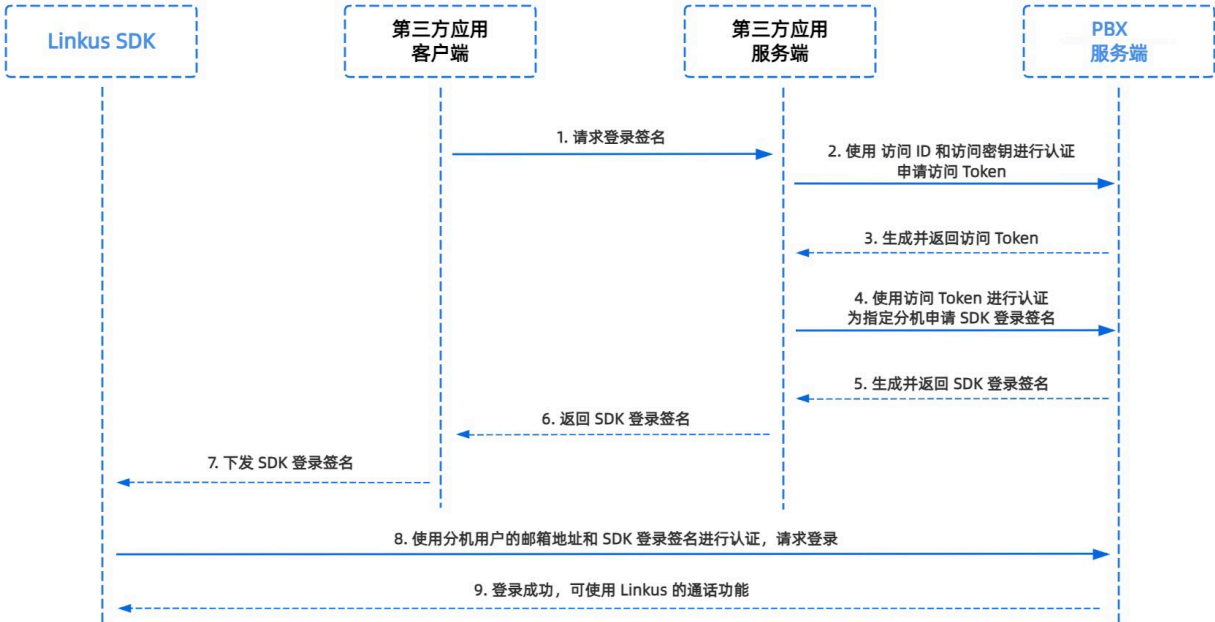 Linkus SDK
第三方应用
客户端
第三方应用
服务端
PBX
服务端
1. 请求登录签名
2. 使用 访问 ID 和访问密钥进行认证
申请访问 Token
3. 生成并返回访问 Token
4. 使用访问 Token 进行认证
为指定分机申请 SDK 登录签名
5. 生成并返回 SDK 登录签名
6. 返回 SDK 登录签名
7. 下发 SDK 登录签名
8. 使用分机用户的邮箱地址和 SDK 登录签名进行认证，请求登录
9. 登录成功，可使用 Linkus 的通话功能